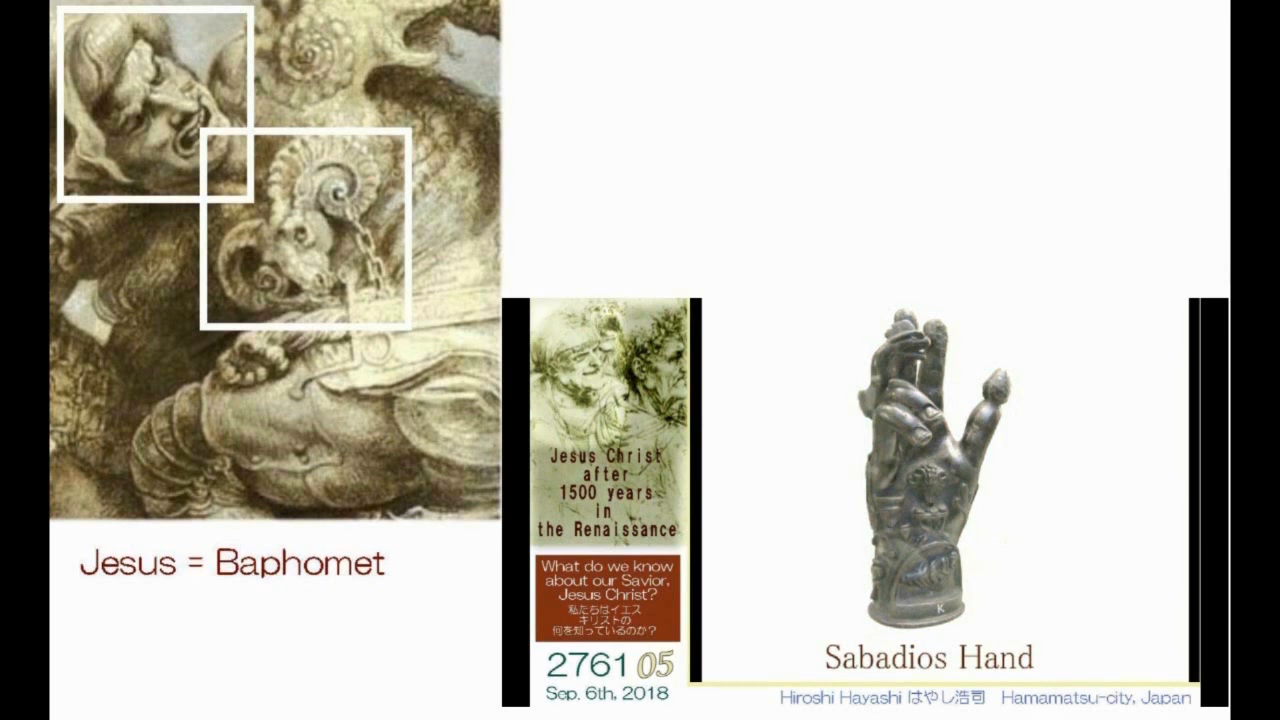 Jesus = Baphomet
Jesus Christ
after
1500 years
in
the Renaissance
What do we know
about our Savior,
Jesus Christ?
私たちはイエス
キリストの
何を知っているのか？
2761 05
Sep. 6th, 2018
K
Sabadios Hand
Hiroshi Hayashi はやし浩司 Hamamatsu-city, Japan